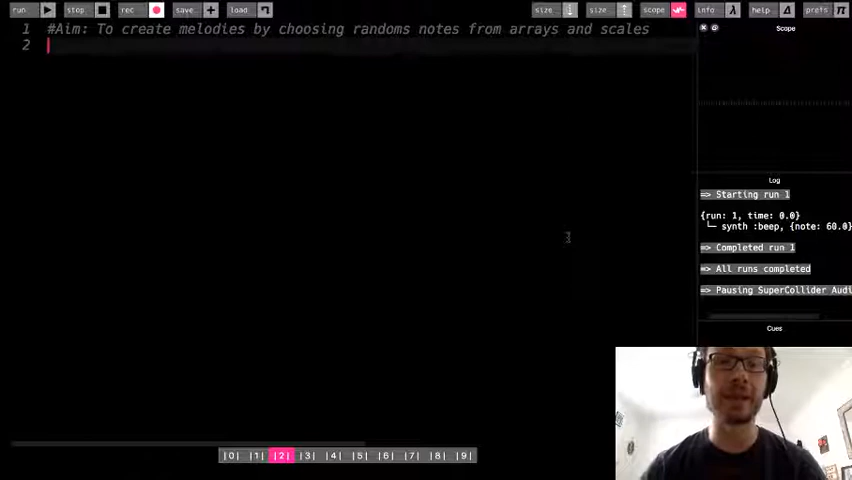 run stop rec save load size size scope info help prefs
1 #Aim: To create melodies by choosing randoms notes from arrays and scales
2
Scope
Log
=> Starting run 1
{run: 1, time: 0.0}
└─ synth :beep, {note: 60.0}
=> Completed run 1
=> All runs completed
=> Pausing SuperCollider Audi
Cues
|0| |1| |2| |3| |4| |5| |6| |7| |8| |9|